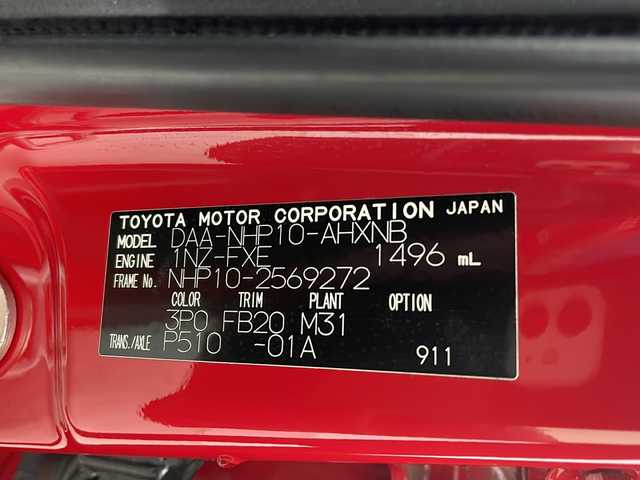 TOYOTA MOTOR CORPORATION JAPAN
MODEL DAA-NHP10-AHXNB
ENGINE 1NZ-FXE 1496 mL
FRAME No. NHP10-2569272
COLOR TRIM PLANT OPTION
3P0 FB20 M31
TRANS./AXLE P510 -01A 911